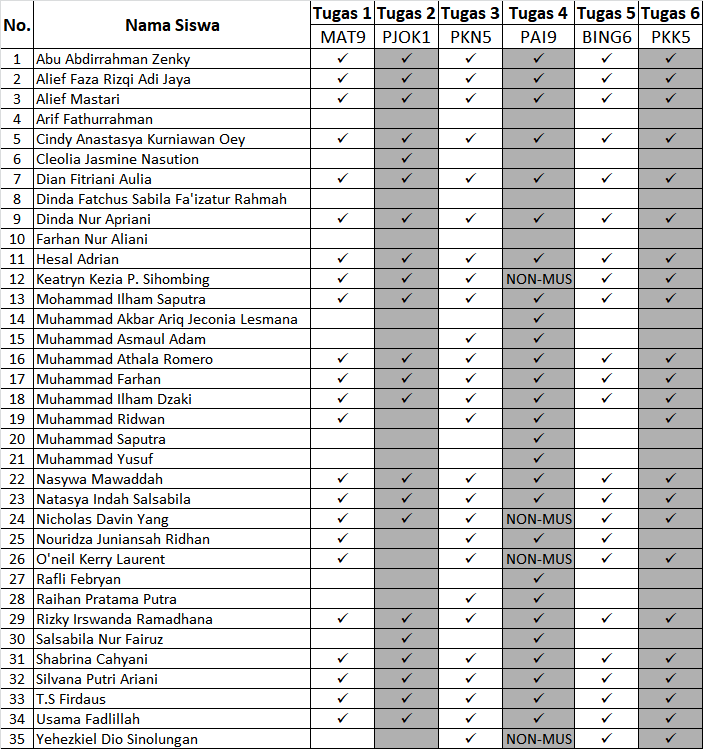 No. Nama Siswa Tugas 1 Tugas 2 Tugas 3 Tugas 4 Tugas 5 Tugas 6
MAT9 PJOK1 PKN5 PAI9 BING6 PKK5
1 Abu Abdirrahman Zenky ✓ ✓ ✓ ✓ ✓ ✓
2 Alief Faza Rizqi Adi Jaya ✓ ✓ ✓ ✓ ✓ ✓
3 Alief Mastari ✓ ✓ ✓ ✓ ✓ ✓
4 Arif Fathurrahman
5 Cindy Anastasya Kurniawan Oey ✓ ✓ ✓ ✓ ✓ ✓
6 Cleolia Jasmine Nasution ✓
7 Dian Fitriani Aulia ✓ ✓ ✓ ✓ ✓ ✓
8 Dinda Fatchus Sabila Fa'izatur Rahmah
9 Dinda Nur Apriani ✓ ✓ ✓ ✓ ✓ ✓
10 Farhan Nur Aliani
11 Hesal Adrian ✓ ✓ ✓ ✓ ✓ ✓
12 Keatryn Kezia P. Sihombing ✓ ✓ ✓ NON-MUS ✓ ✓
13 Mohammad Ilham Saputra ✓ ✓ ✓ ✓ ✓ ✓
14 Muhammad Akbar Ariq Jeconia Lesmana ✓
15 Muhammad Asmaul Adam ✓ ✓
16 Muhammad Athala Romero ✓ ✓ ✓ ✓ ✓ ✓
17 Muhammad Farhan ✓ ✓ ✓ ✓ ✓ ✓
18 Muhammad Ilham Dzaki ✓ ✓ ✓ ✓ ✓ ✓
19 Muhammad Ridwan ✓ ✓ ✓ ✓
20 Muhammad Saputra ✓
21 Muhammad Yusuf ✓
22 Nasywa Mawaddah ✓ ✓ ✓ ✓ ✓ ✓
23 Natasya Indah Salsabila ✓ ✓ ✓ ✓ ✓ ✓
24 Nicholas Davin Yang ✓ ✓ ✓ NON-MUS ✓ ✓
25 Nouridza Juniansah Ridhan ✓ ✓ ✓ ✓
26 O'neil Kerry Laurent ✓ ✓ NON-MUS ✓ ✓
27 Rafli Febryan ✓
28 Raihan Pratama Putra ✓ ✓
29 Rizky Irswanda Ramadhana ✓ ✓ ✓ ✓ ✓ ✓
30 Salsabila Nur Fairuz ✓ ✓
31 Shabrina Cahyani ✓ ✓ ✓ ✓ ✓ ✓
32 Silvana Putri Ariani ✓ ✓ ✓ ✓ ✓ ✓
33 T.S Firdaus ✓ ✓ ✓ ✓ ✓ ✓
34 Usama Fadlillah ✓ ✓ ✓ ✓ ✓ ✓
35 Yehezkiel Dio Sinolungan ✓ NON-MUS ✓ ✓